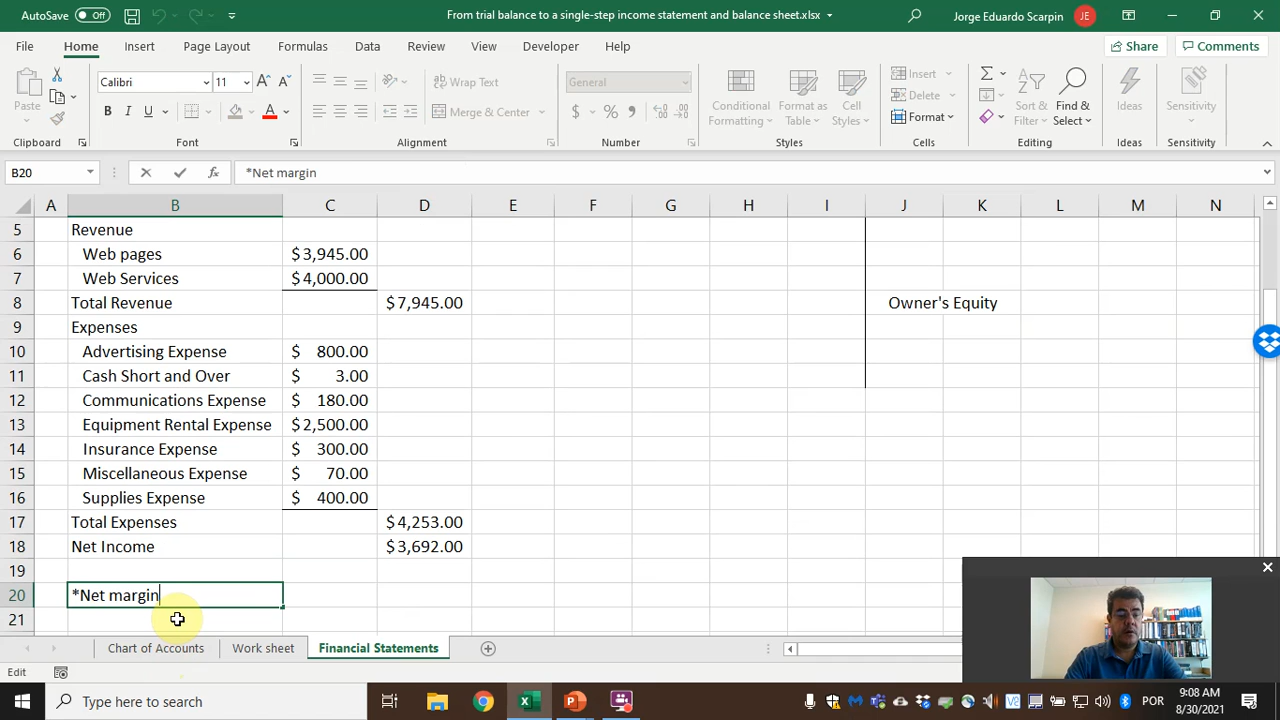 AutoSave Off
From trial balance to a single-step income statement and balance sheet.xlsx
Jorge Eduardo Scarpin JE
File Home Insert Page Layout Formulas Data Review View Developer Help Share Comments
Paste
Calibri 11 A A
Wrap Text
General
Conditional Formatting
Format as Table
Cell Styles
Insert
Delete
Format
Sort & Filter
Find & Select
Ideas
Sensitivity
B I U A
Merge & Center
$ % ,
Clipboard Font Alignment Number Styles Cells Editing Ideas Sensitivity
B20 fx *Net margin
A B C D E F G H I J K L M N
5 Revenue
6 Web pages $3,945.00
7 Web Services $4,000.00
8 Total Revenue $7,945.00 Owner's Equity
9 Expenses
10 Advertising Expense $ 800.00
11 Cash Short and Over $ 3.00
12 Communications Expense $ 180.00
13 Equipment Rental Expense $2,500.00
14 Insurance Expense $ 300.00
15 Miscellaneous Expense $ 70.00
16 Supplies Expense $ 400.00
17 Total Expenses $4,253.00
18 Net Income $3,692.00
19
20 *Net margin
21
Chart of Accounts Work sheet Financial Statements
Edit
Type here to search
POR
9:08 AM
8/30/2021